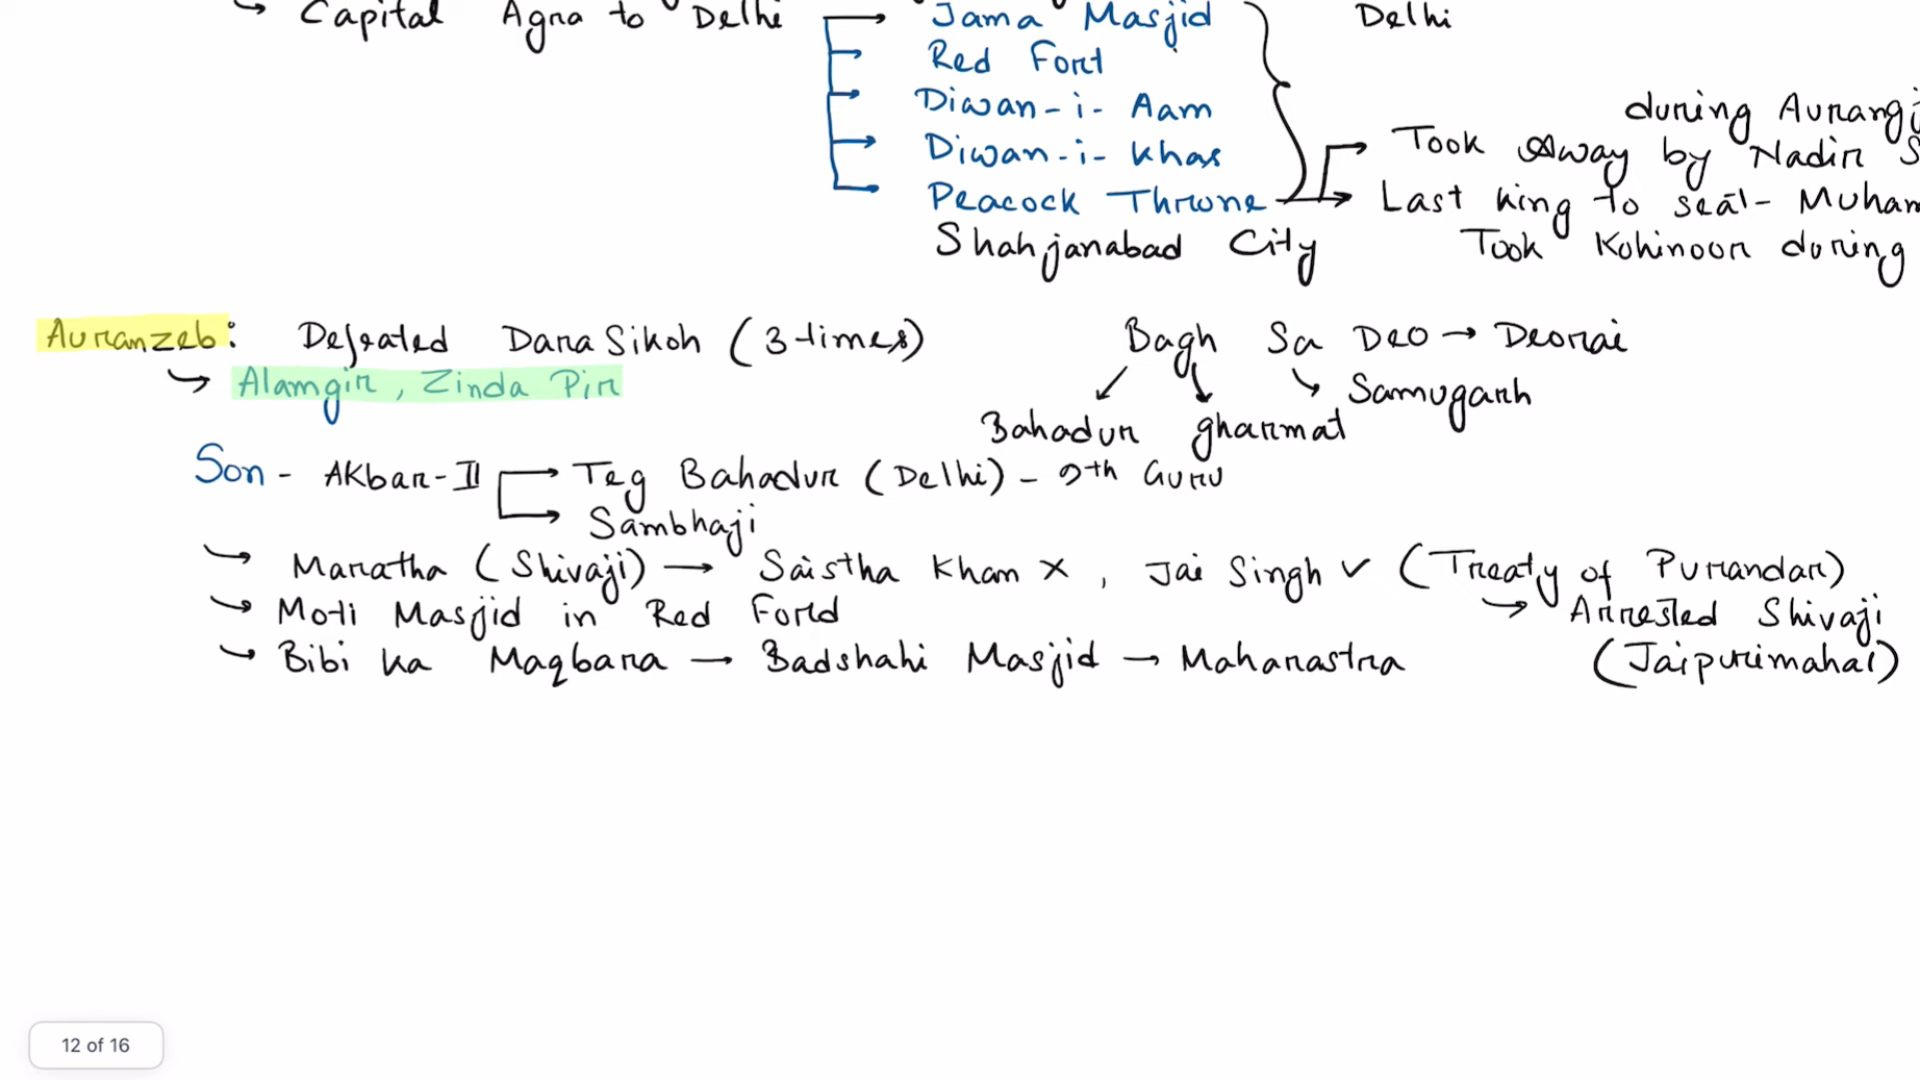 Capital Agra to Delhi
Jama Masjid
Delhi
Red Fort
Diwan-i-Aam
Diwan-i-Khas
Peacock Throne
Shahjanabad City
during Aurangj
Took Away by Nadir S
Last king to seat- Muham
Took Kohinoor during
Auranzeb: Defeated Dara Sikoh (3-times)
Bagh Sa Deo → Deorai
→ Alamgir, Zinda Pir
Samugarh
Bahadur gharmat
Son - Akbar-II → Teg Bahadur (Delhi) - 9th Guru
→ Sambhaji
→ Maratha (Shivaji) → Saistha Khan x, Jai Singh ✓ (Treaty of Purandar)
→ Arrested Shivaji
→ Moti Masjid in Red Ford
→ Bibi ka Maqbara → Badshahi Masjid → Maharastra
(Jaipurimahal)
12 of 16